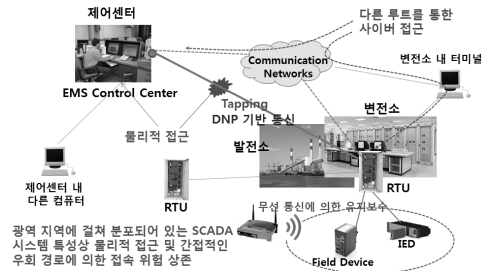 제어센터
다른 루트를 통한
사이버 접근
Communication
Networks
변전소 내 터미널
EMS Control Center
Tapping
DNP 기반 통신
물리적 접근
변전소
발전소
제어센터 내
다른 컴퓨터
RTU
RTU
무선 통신에 의한 유지보수
광역 지역에 걸쳐 분포되어 있는 SCADA
시스템 특성상 물리적 접근 및 간접적인
우회 경로에 의한 접속 위험 상존
Field Device
IED